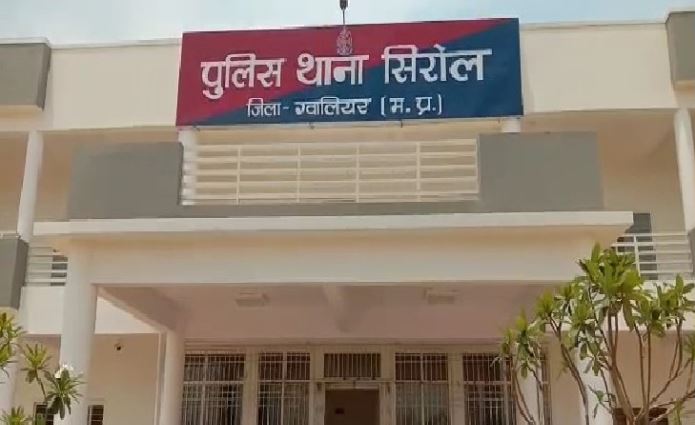 पुलिस थाना सिरोल
जिला- ग्वालियर (म.प्र.)